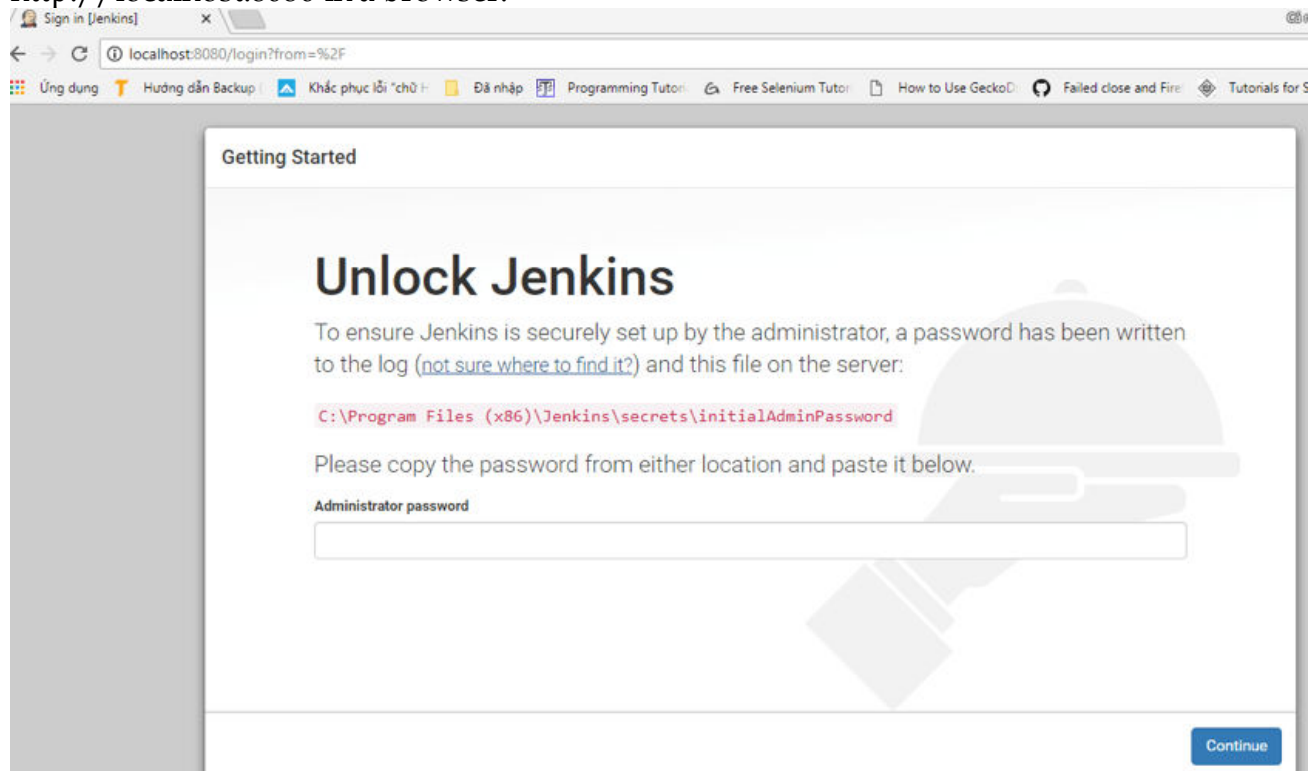 Sign in [Jenkins]
localhost:8080/login?from=%2F
Ứng dụng Hướng dẫn Backup Khắc phục lỗi "chữ H Đã nhập Programming Tutori Free Selenium Tutor How to Use GeckoD Failed close and Fire Tutorials for S
Getting Started
Unlock Jenkins
To ensure Jenkins is securely set up by the administrator, a password has been written
to the log (not sure where to find it?) and this file on the server:
C:\Program Files (x86)\Jenkins\secrets\initialAdminPassword
Please copy the password from either location and paste it below.
Administrator password
Continue